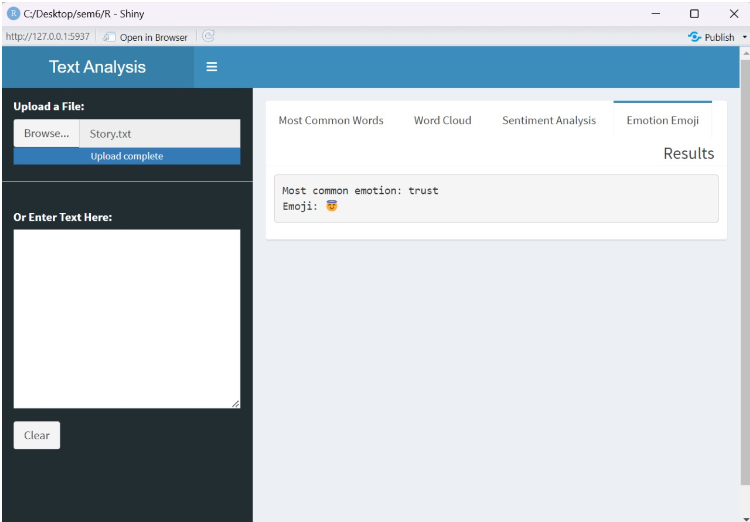 C:/Desktop/sem6/R - Shiny
http://127.0.0.1:5937 Open in Browser Publish
Text Analysis
Upload a File:
Browse... Story.txt
Upload complete
Or Enter Text Here:
Clear
Most Common Words Word Cloud Sentiment Analysis Emotion Emoji
Results
Most common emotion: trust
Emoji: 😇